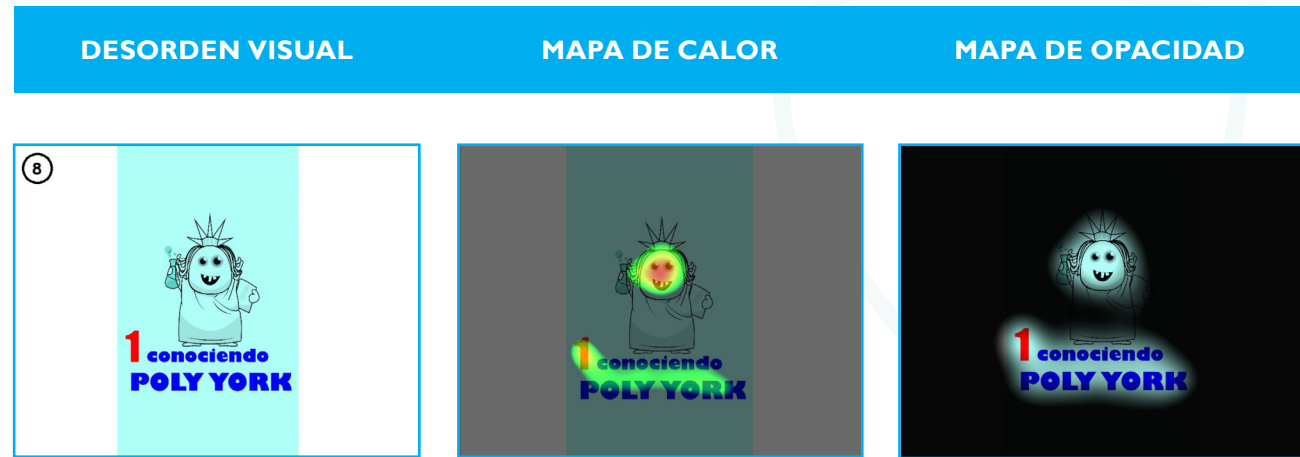 DESORDEN VISUAL
MAPA DE CALOR
MAPA DE OPACIDAD
8
1 conociendo
POLY YORK
1 conociendo
POLY YORK
1 conociendo
POLY YORK